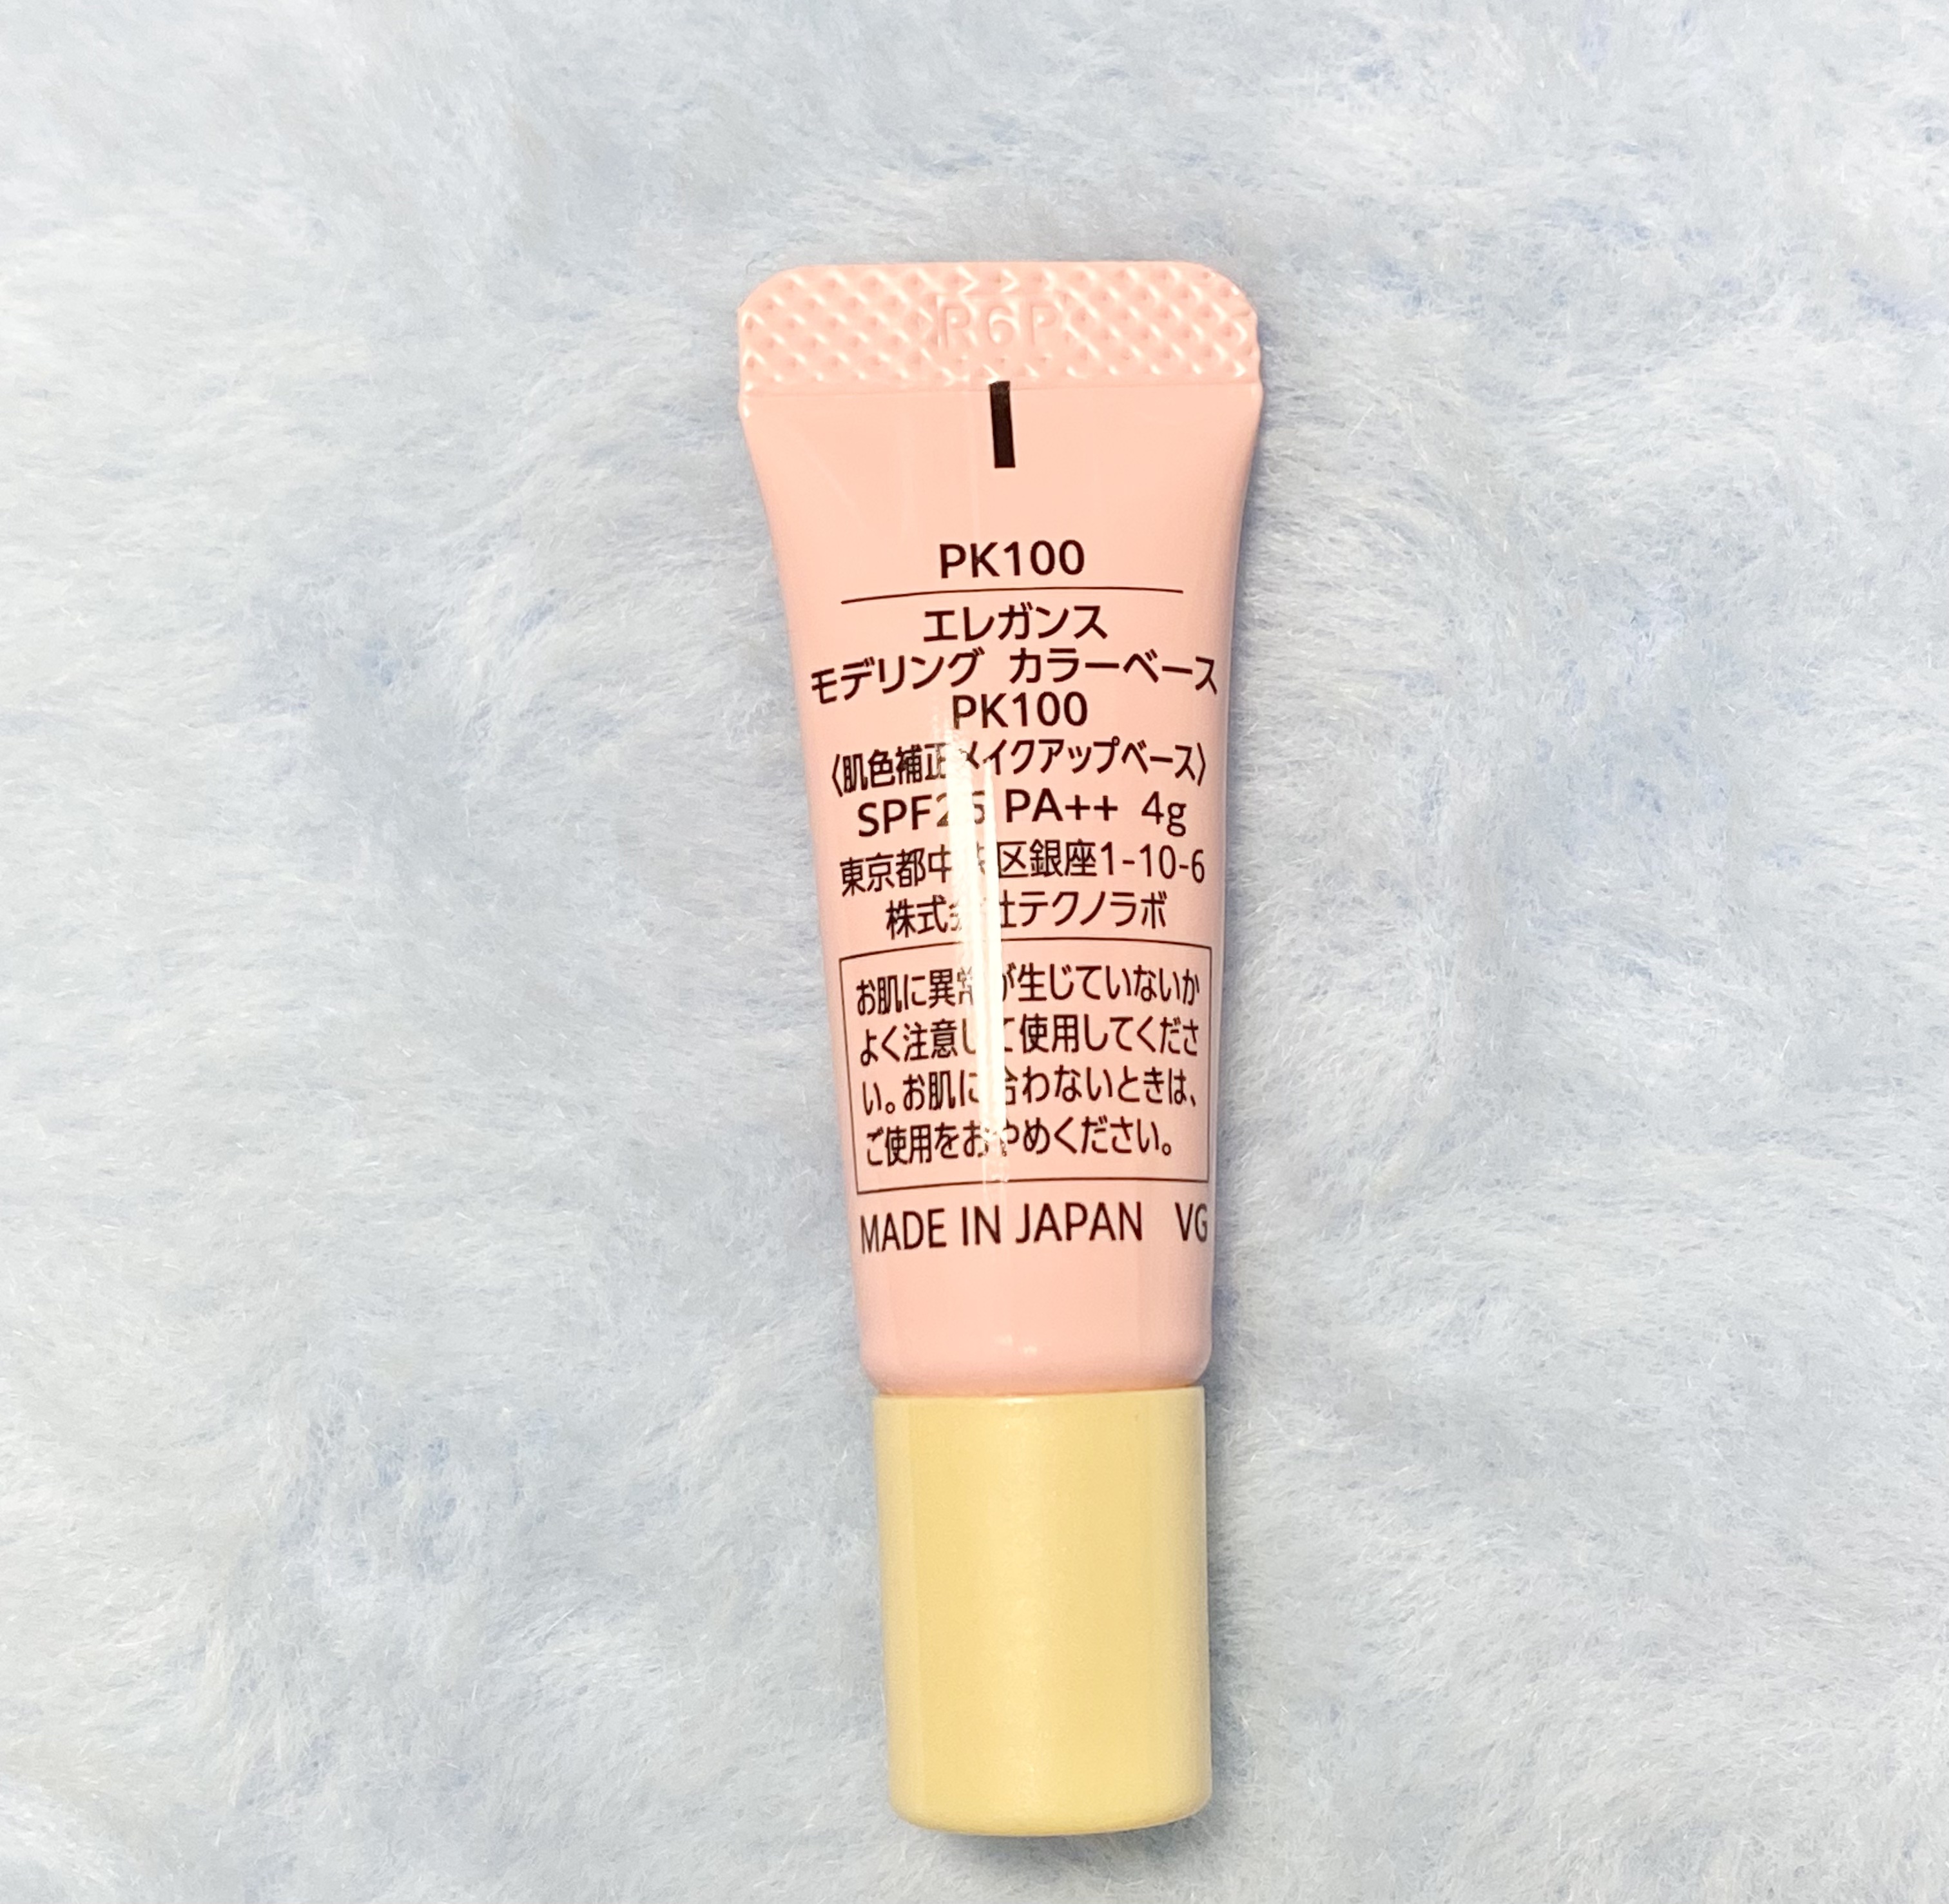 R6P
PK100
エレガンス
モデリング カラーベース
PK100
〈肌色補正メイクアップベース〉
SPF25 PA++ 4g
東京都中央区銀座1-10-6
株式会社テクノラボ
お肌に異常が生じていないか
よく注意して使用してくださ
い。お肌に合わないときは、
ご使用をおやめください。
MADE IN JAPAN VG